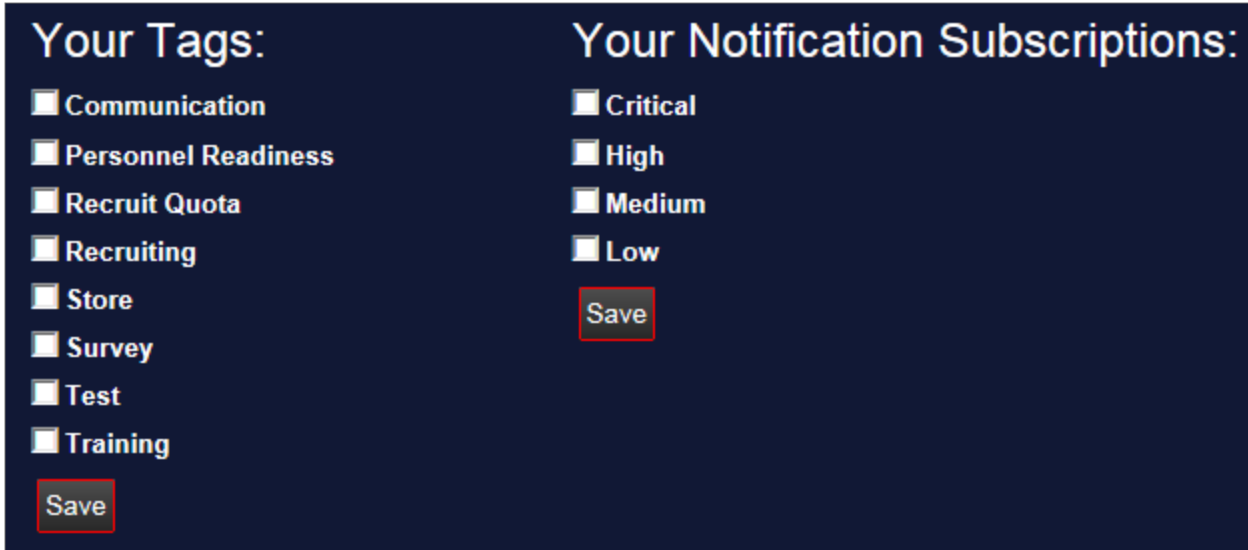 Your Tags:
Communication
Personnel Readiness
Recruit Quota
Recruiting
Store
Survey
Test
Training
Save
Your Notification Subscriptions:
Critical
High
Medium
Low
Save